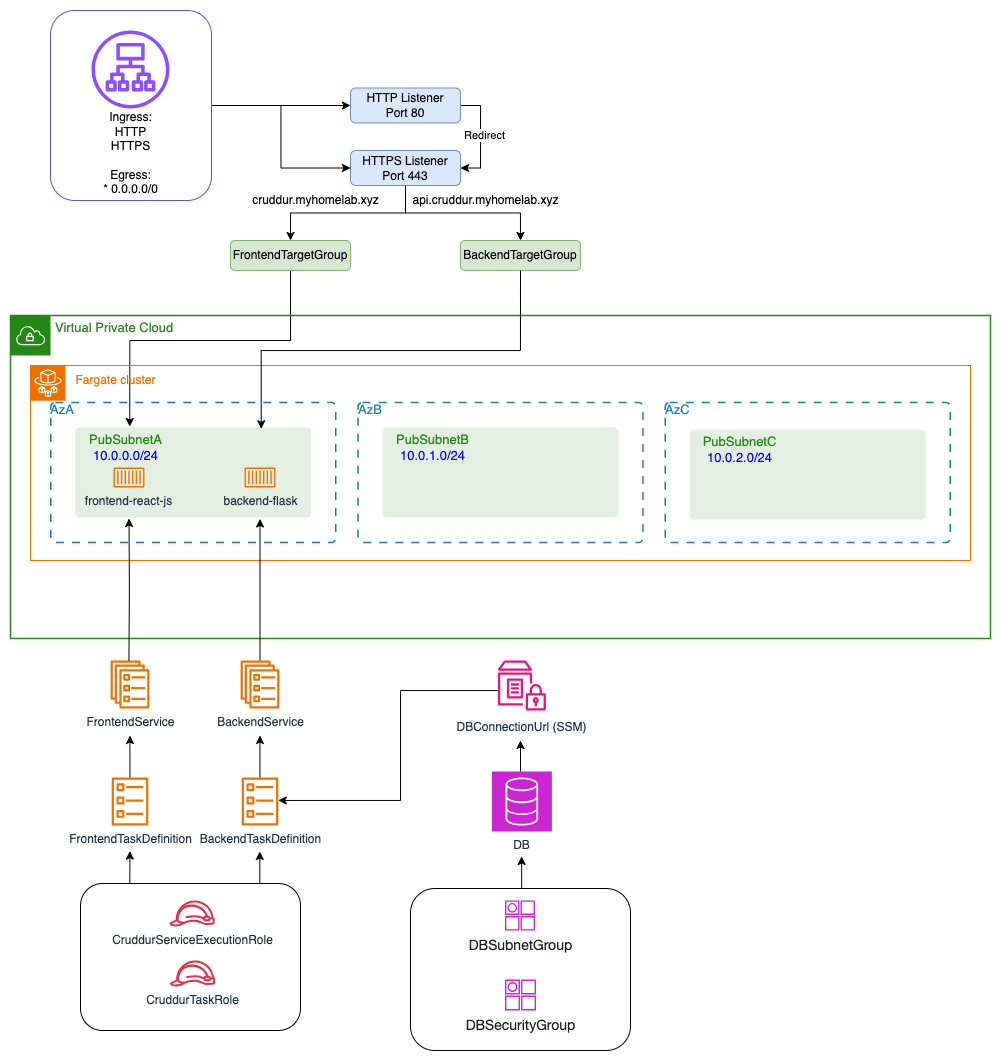 Ingress:
HTTP
HTTPS
Egress:
* 0.0.0.0/0
HTTP Listener
Port 80
Redirect
HTTPS Listener
Port 443
cruddur.myhomelab.xyz
api.cruddur.myhomelab.xyz
FrontendTargetGroup
BackendTargetGroup
Virtual Private Cloud
Fargate cluster
AzA
AzB
AzC
PubSubnetA
10.0.0.0/24
frontend-react-js
backend-flask
PubSubnetB
10.0.1.0/24
PubSubnetC
10.0.2.0/24
FrontendService
BackendService
DBConnectionUrl (SSM)
FrontendTaskDefinition
BackendTaskDefinition
DB
CruddurServiceExecutionRole
CruddurTaskRole
DBSubnetGroup
DBSecurityGroup